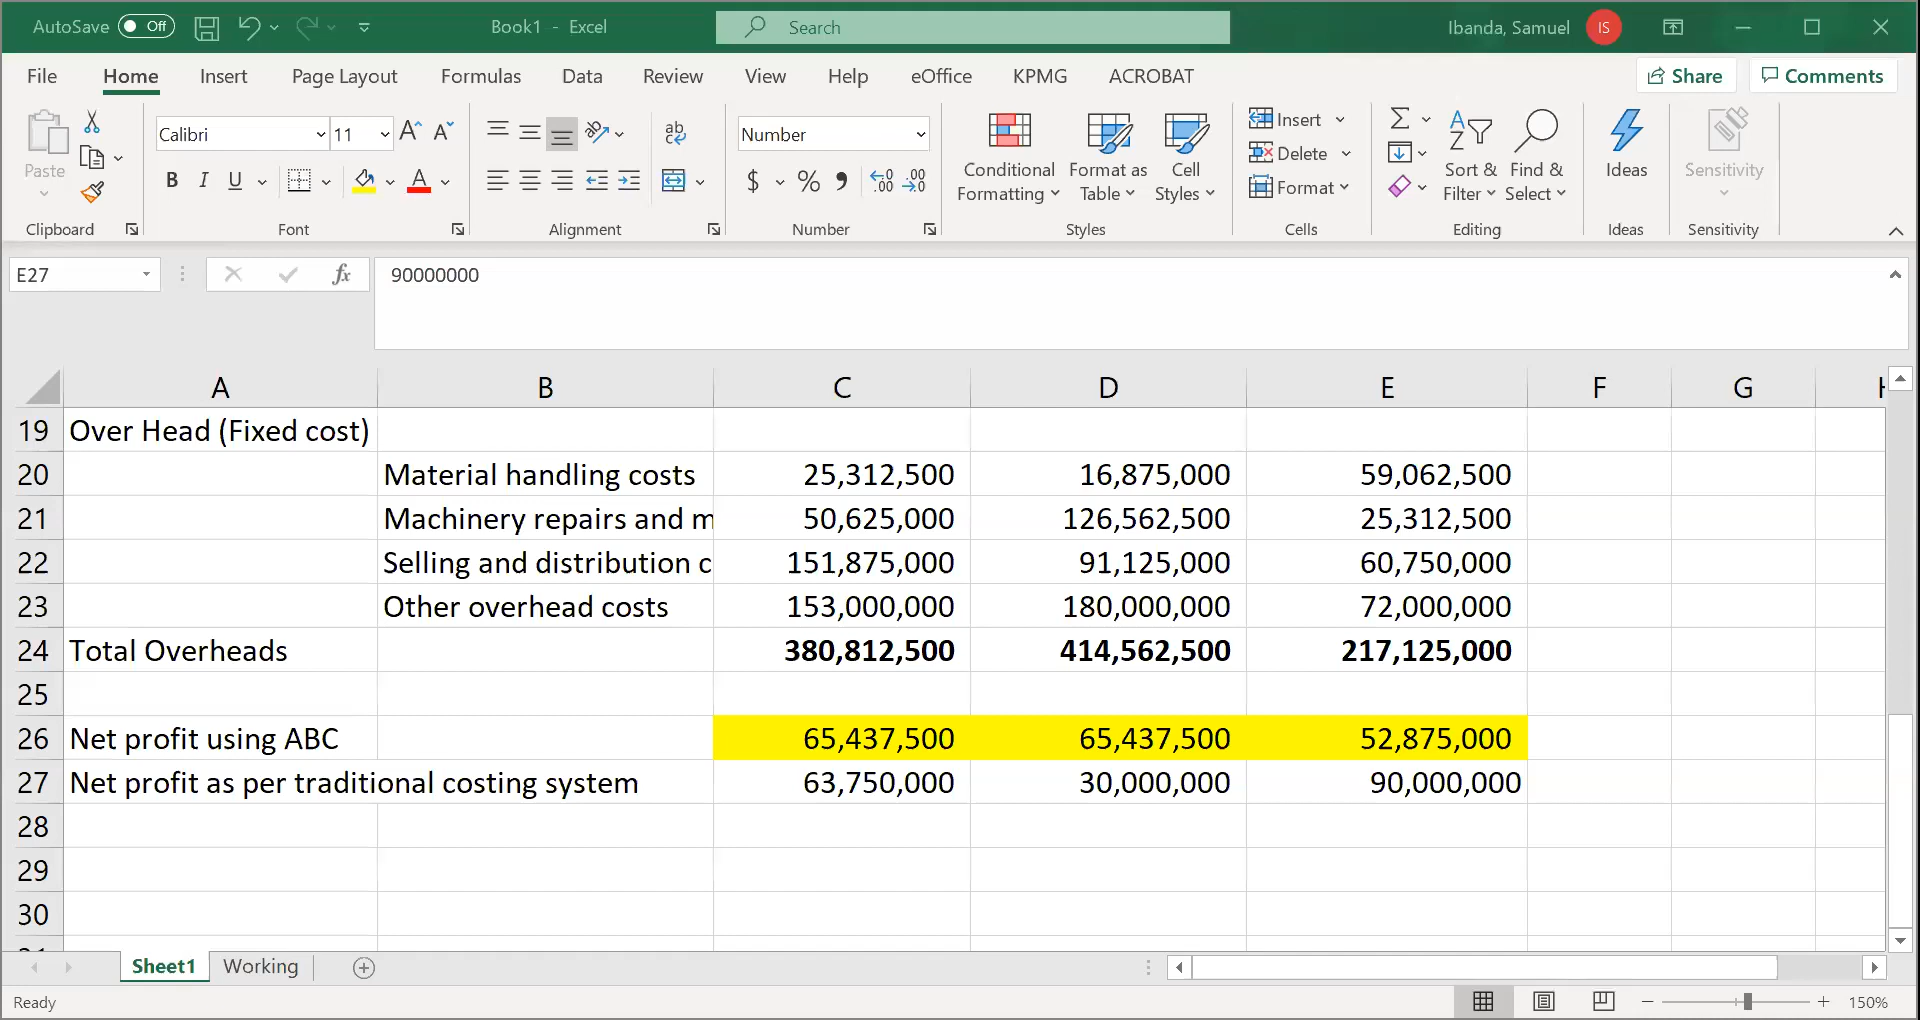 AutoSave Off Book1 - Excel Search Ibanda, Samuel IS
File Home Insert Page Layout Formulas Data Review View Help eOffice KPMG ACROBAT Share Comments
Paste Calibri 11 A A ab Number Conditional Formatting Format as Table Cell Styles Insert Delete Format Sort & Filter Find & Select Ideas Sensitivity
B I U A $ % .00 .00
Clipboard Font Alignment Number Styles Cells Editing Ideas Sensitivity
E27 fx 90000000
A B C D E F G
19 Over Head (Fixed cost)
20 Material handling costs 25,312,500 16,875,000 59,062,500
21 Machinery repairs and m 50,625,000 126,562,500 25,312,500
22 Selling and distribution c 151,875,000 91,125,000 60,750,000
23 Other overhead costs 153,000,000 180,000,000 72,000,000
24 Total Overheads 380,812,500 414,562,500 217,125,000
25
26 Net profit using ABC 65,437,500 65,437,500 52,875,000
27 Net profit as per traditional costing system 63,750,000 30,000,000 90,000,000
28
29
30
Sheet1 Working
Ready 150%